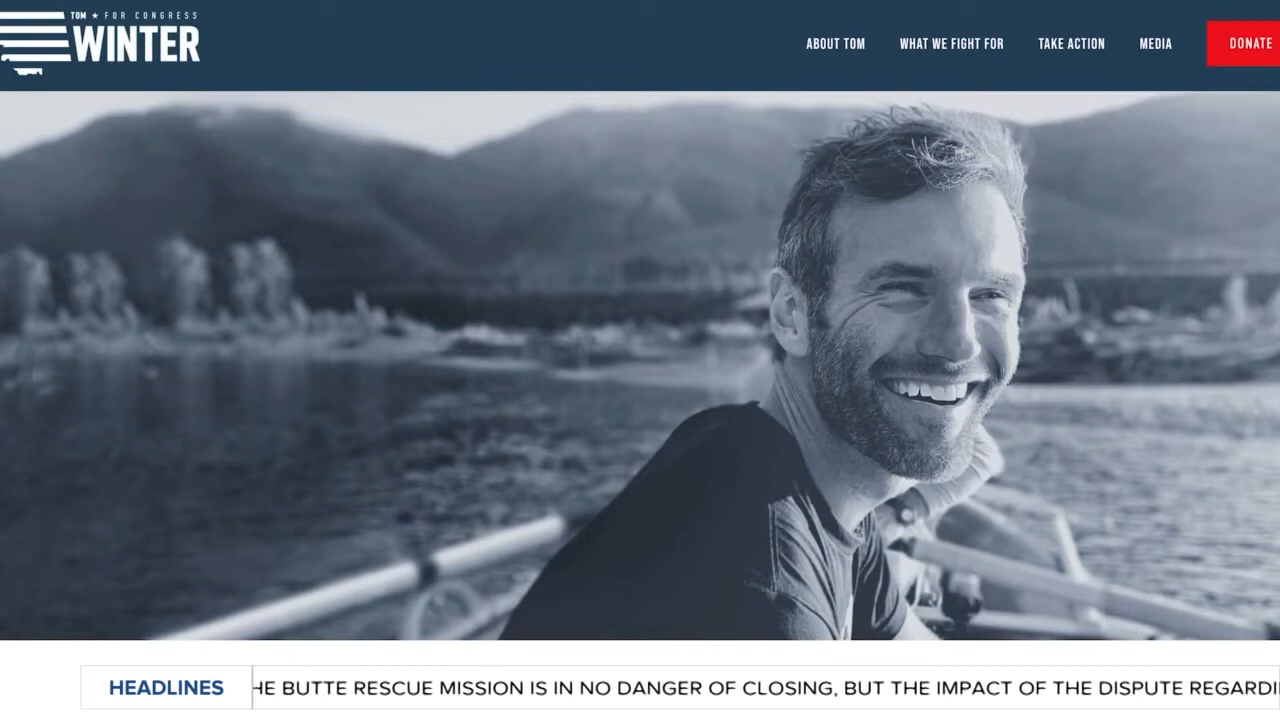 TOM ★ FOR CONGRESS
WINTER
ABOUT TOM WHAT WE FIGHT FOR TAKE ACTION MEDIA DONATE
HEADLINES HE BUTTE RESCUE MISSION IS IN NO DANGER OF CLOSING, BUT THE IMPACT OF THE DISPUTE REGARDI